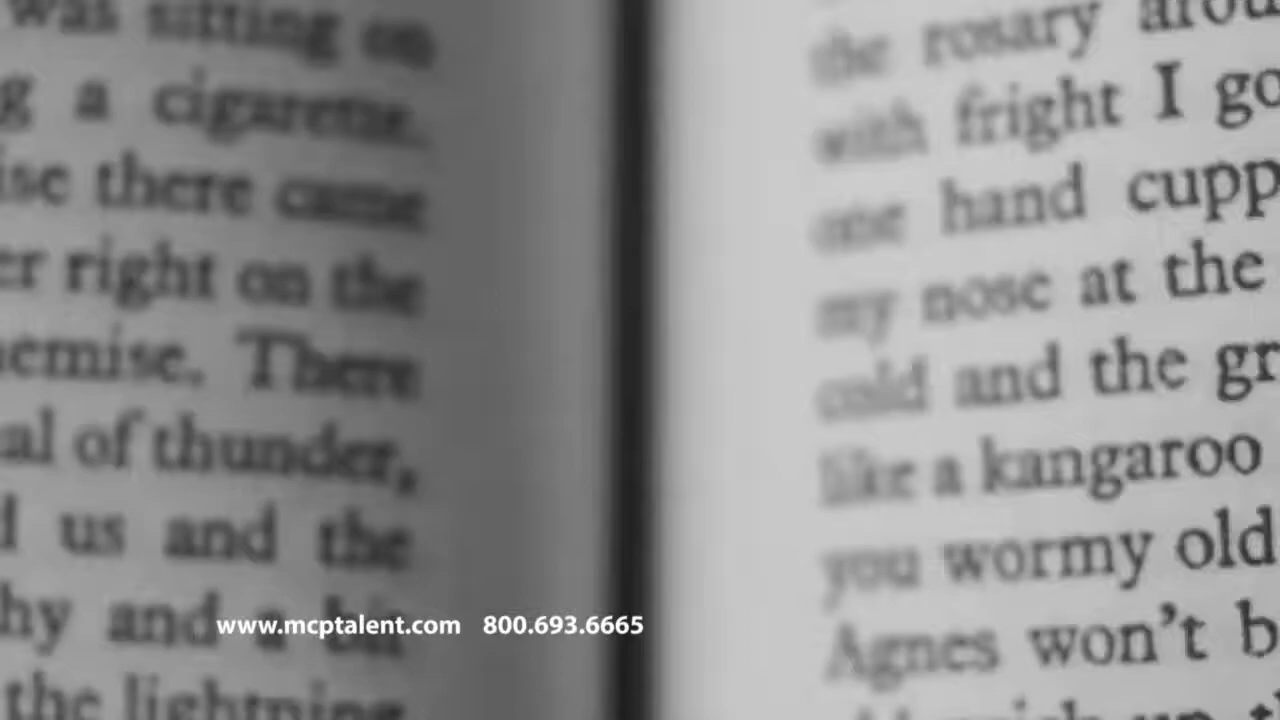 was sitting on
g a cigarette.
ise there came
er right on the
hemise. There
al of thunder,
d us and the
hy and a bit
the lightning
the rosary arou
with fright I go
one hand cupp
my nose at the
cold and the gr
like a kangaroo
you wormy old
Agnes won't b
www.mcptalent.com 800.693.6665